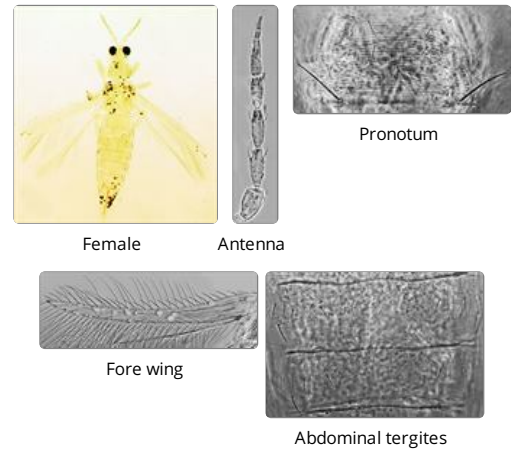 Pronotum
Female
Antenna
Fore wing
Abdominal tergites